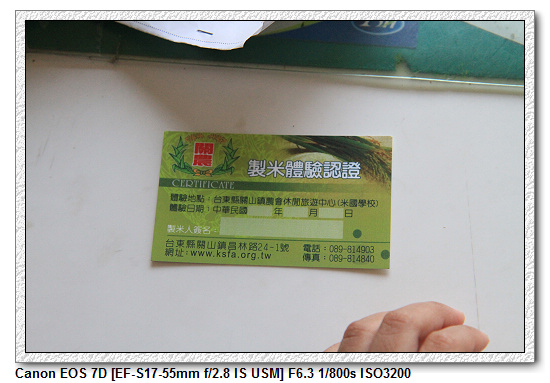 關農
製米體驗認證
CERTIFICATE
體驗地點：台東縣關山鎮農會休閒旅遊中心(米國學校)
體驗日期：中華民國 年 月 日
製米人簽名：
台東縣關山鎮昌林路24-1號 電話：089-814903
網址：www.ksfa.org.tw 傳真：089-814840
Canon EOS 7D [EF-S17-55mm f/2.8 IS USM] F6.3 1/800s ISO3200